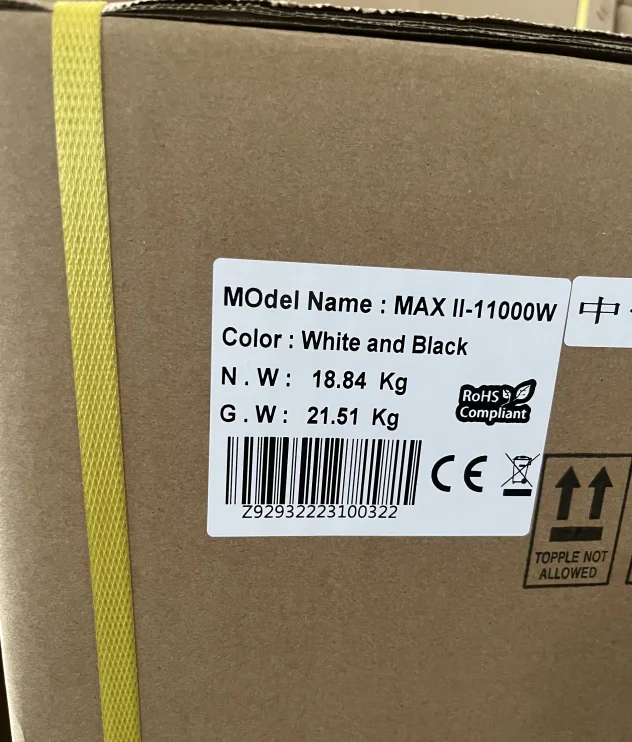 MOdel Name : MAX II-11000W
Color : White and Black
N . W : 18.84 Kg
G . W : 21.51 Kg
RoHS
Compliant
CE
Z92932223100322
中
TOPPLE NOT
ALLOWED